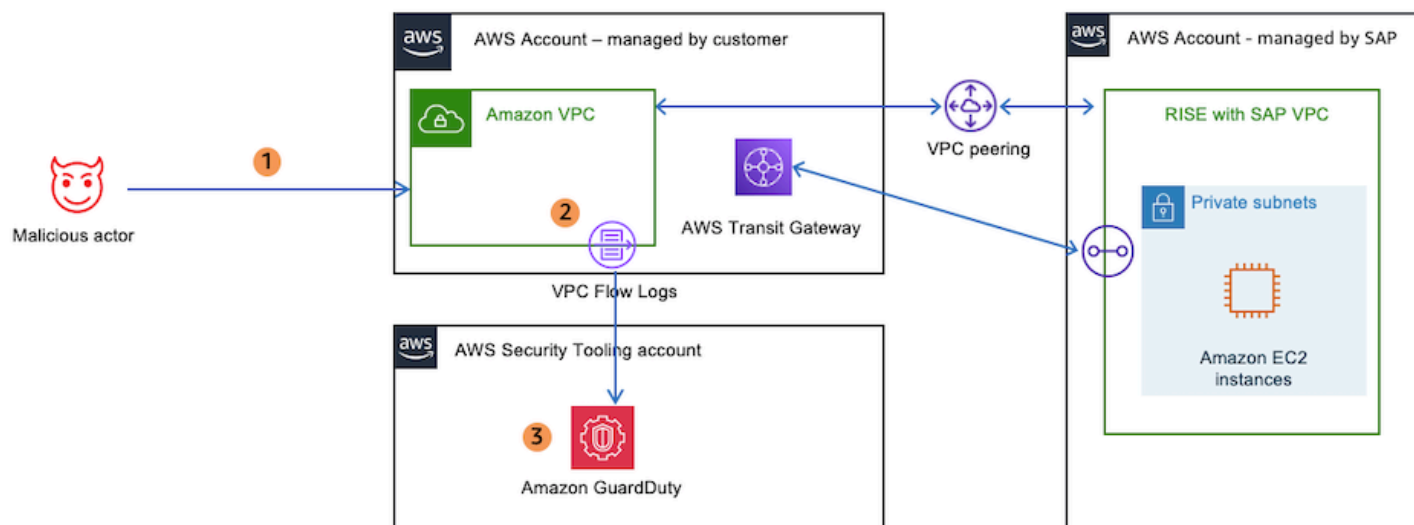 aws
AWS Account – managed by customer
aws
AWS Account - managed by SAP
Amazon VPC
RISE with SAP VPC
VPC peering
1
Malicious actor
2
AWS Transit Gateway
Private subnets
VPC Flow Logs
Amazon EC2
instances
aws
AWS Security Tooling account
3
Amazon GuardDuty